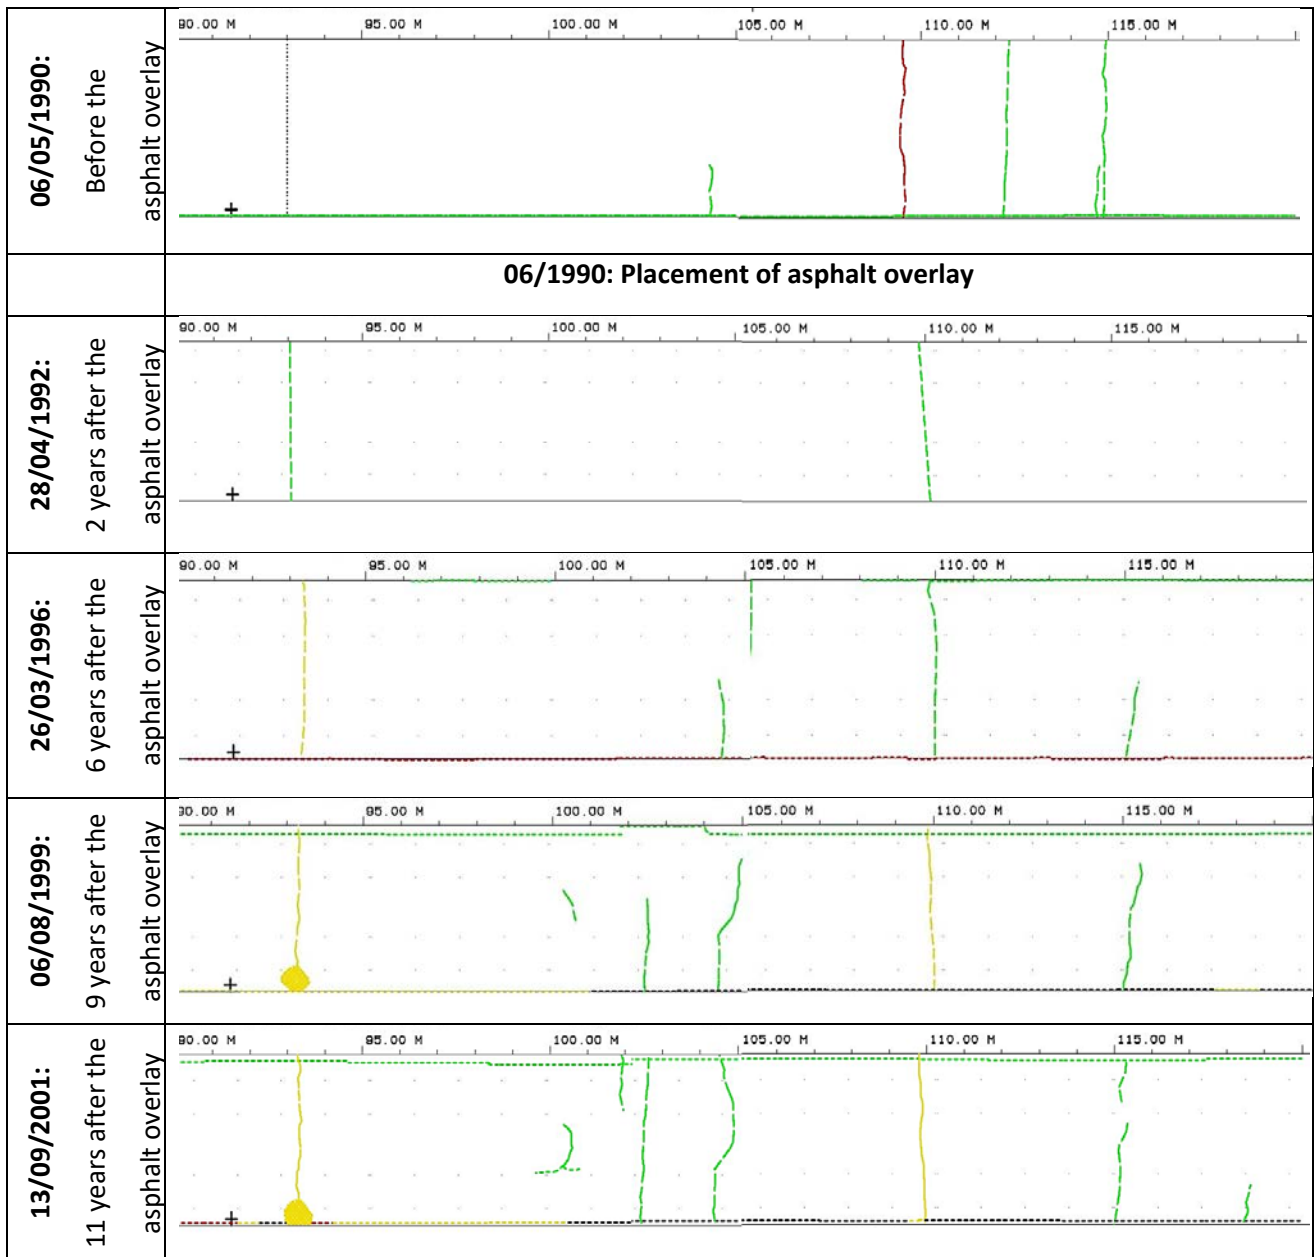 90.00 M 95.00 M 100.00 M 105.00 M 110.00 M 115.00 M
06/05/1990:
Before the
asphalt overlay
06/1990: Placement of asphalt overlay
90.00 M 95.00 M 100.00 M 105.00 M 110.00 M 115.00 M
28/04/1992:
2 years after the
asphalt overlay
90.00 M 95.00 M 100.00 M 105.00 M 110.00 M 115.00 M
26/03/1996:
6 years after the
asphalt overlay
90.00 M 95.00 M 100.00 M 105.00 M 110.00 M 115.00 M
06/08/1999:
9 years after the
asphalt overlay
90.00 M 95.00 M 100.00 M 105.00 M 110.00 M 115.00 M
13/09/2001:
11 years after the
asphalt overlay